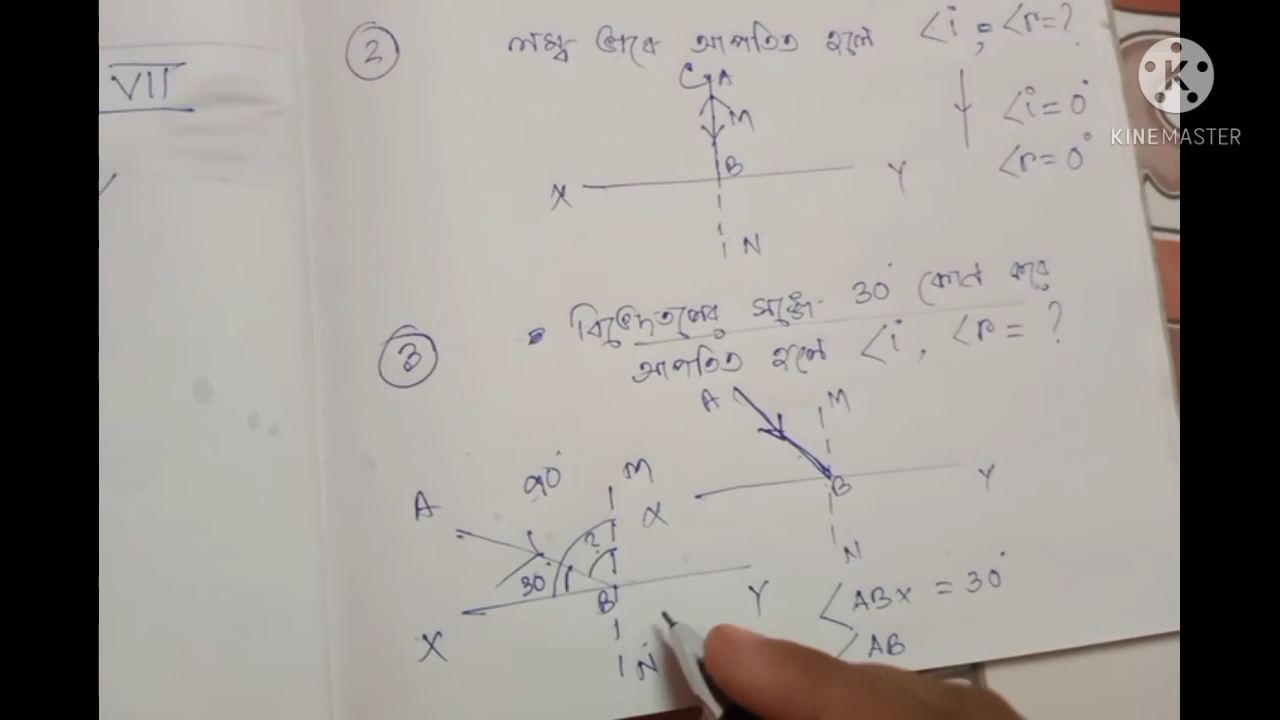 VII
2
লম্ব ভাবে আপতিত হলে <i, <r=?
C A
M
<i=0°
B
<r=0°
X Y
N
KINEMASTER
3
বিভেদতলের সঙ্গে 30° কোন করে
আপতিত হলে <i, <r = ?
A M
B
X Y
N
A 90° M
?
30°
B
X Y
N
<ABX = 30°
<AB